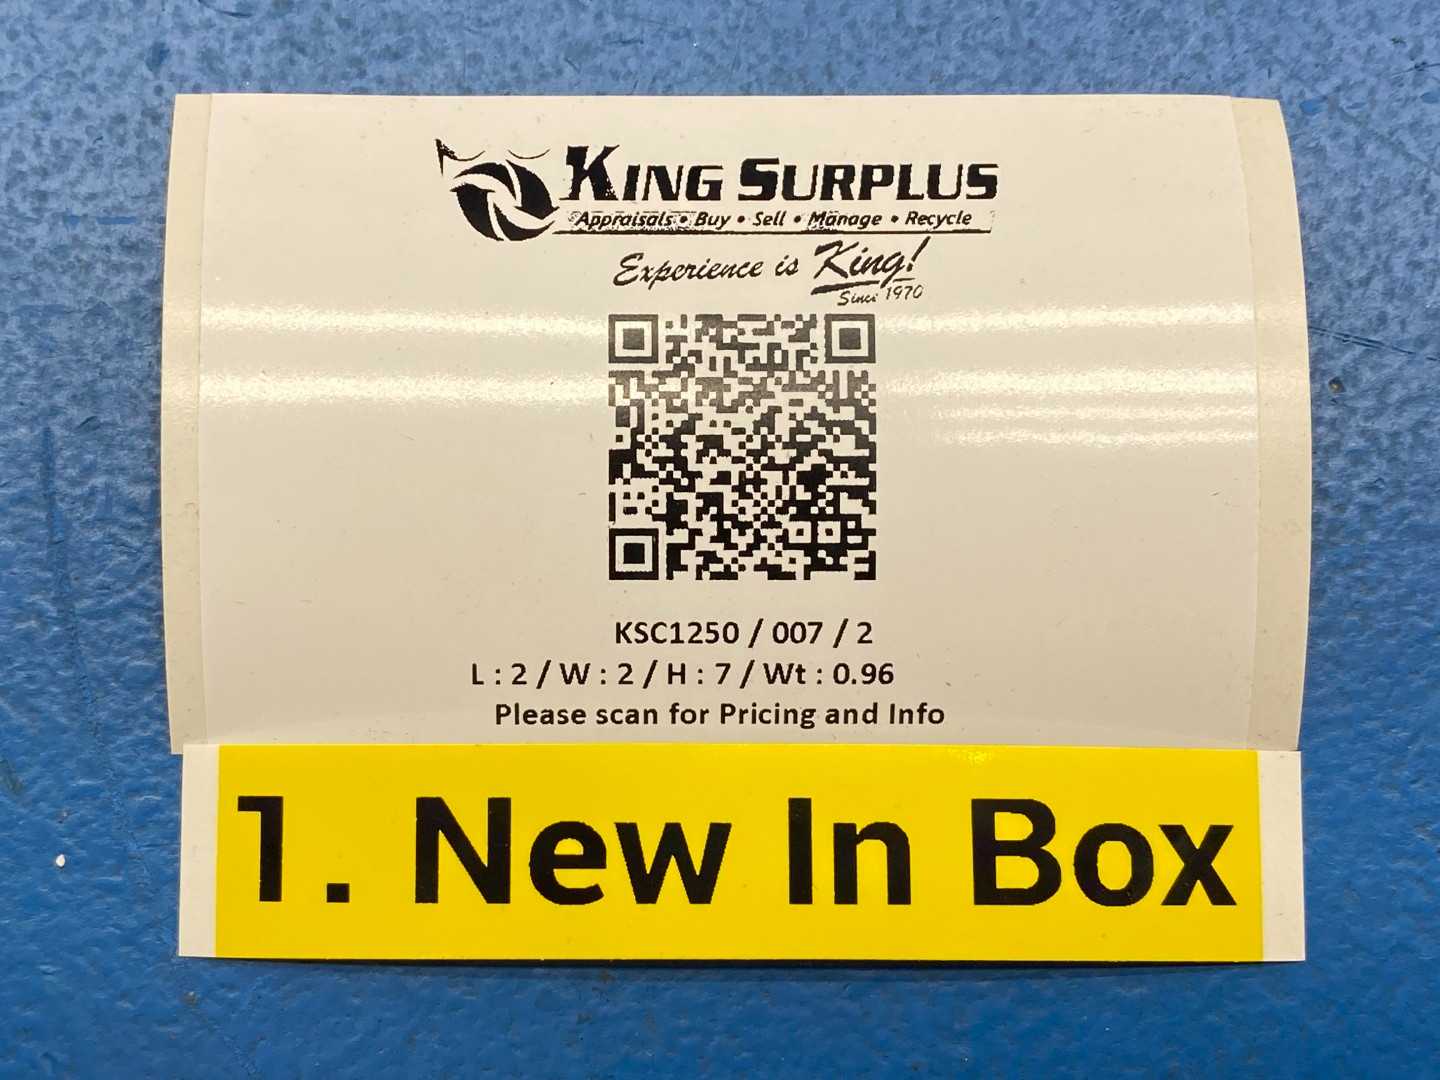 KING SURPLUS
Appraisals • Buy • Sell • Manage • Recycle
Experience is King!
Since 1970
KSC1250 / 007 / 2
L : 2 / W : 2 / H : 7 / Wt : 0.96
Please scan for Pricing and Info
1. New In Box